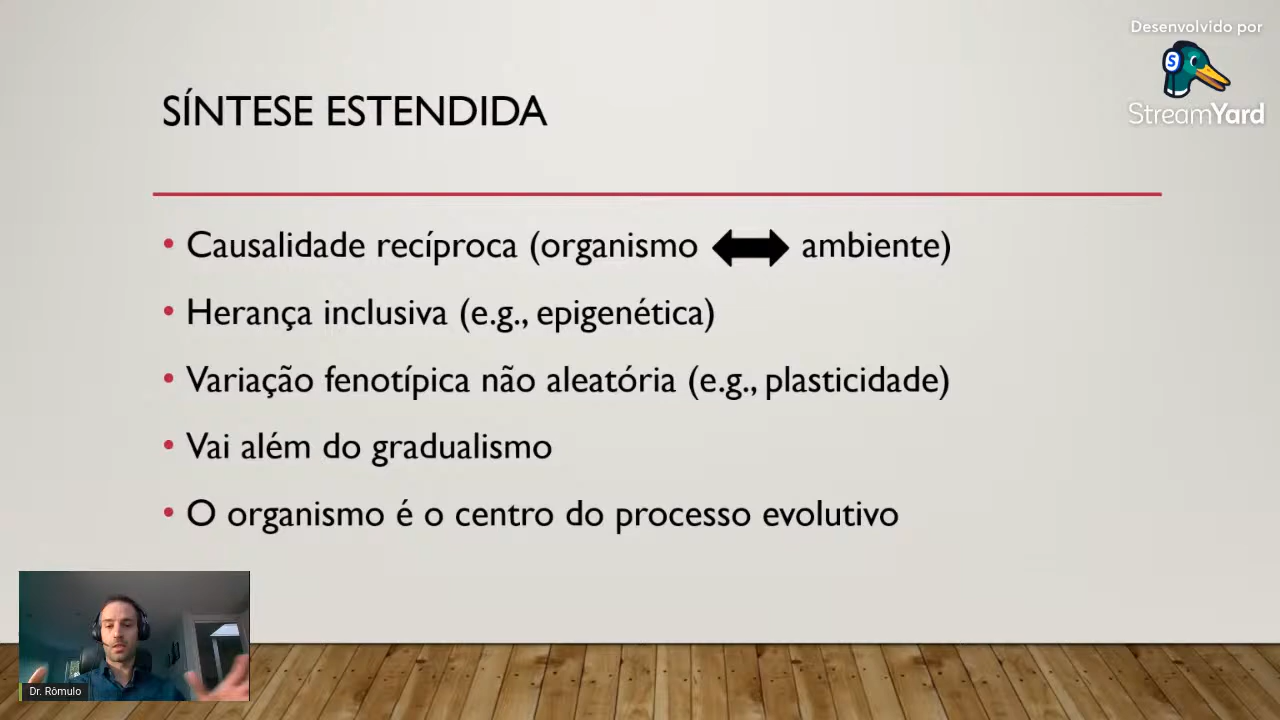 Desenvolvido por
S
StreamYard
SÍNTESE ESTENDIDA
• Causalidade recíproca (organismo ambiente)
• Herança inclusiva (e.g., epigenética)
• Variação fenotípica não aleatória (e.g., plasticidade)
• Vai além do gradualismo
• O organismo é o centro do processo evolutivo
Dr. Rômulo